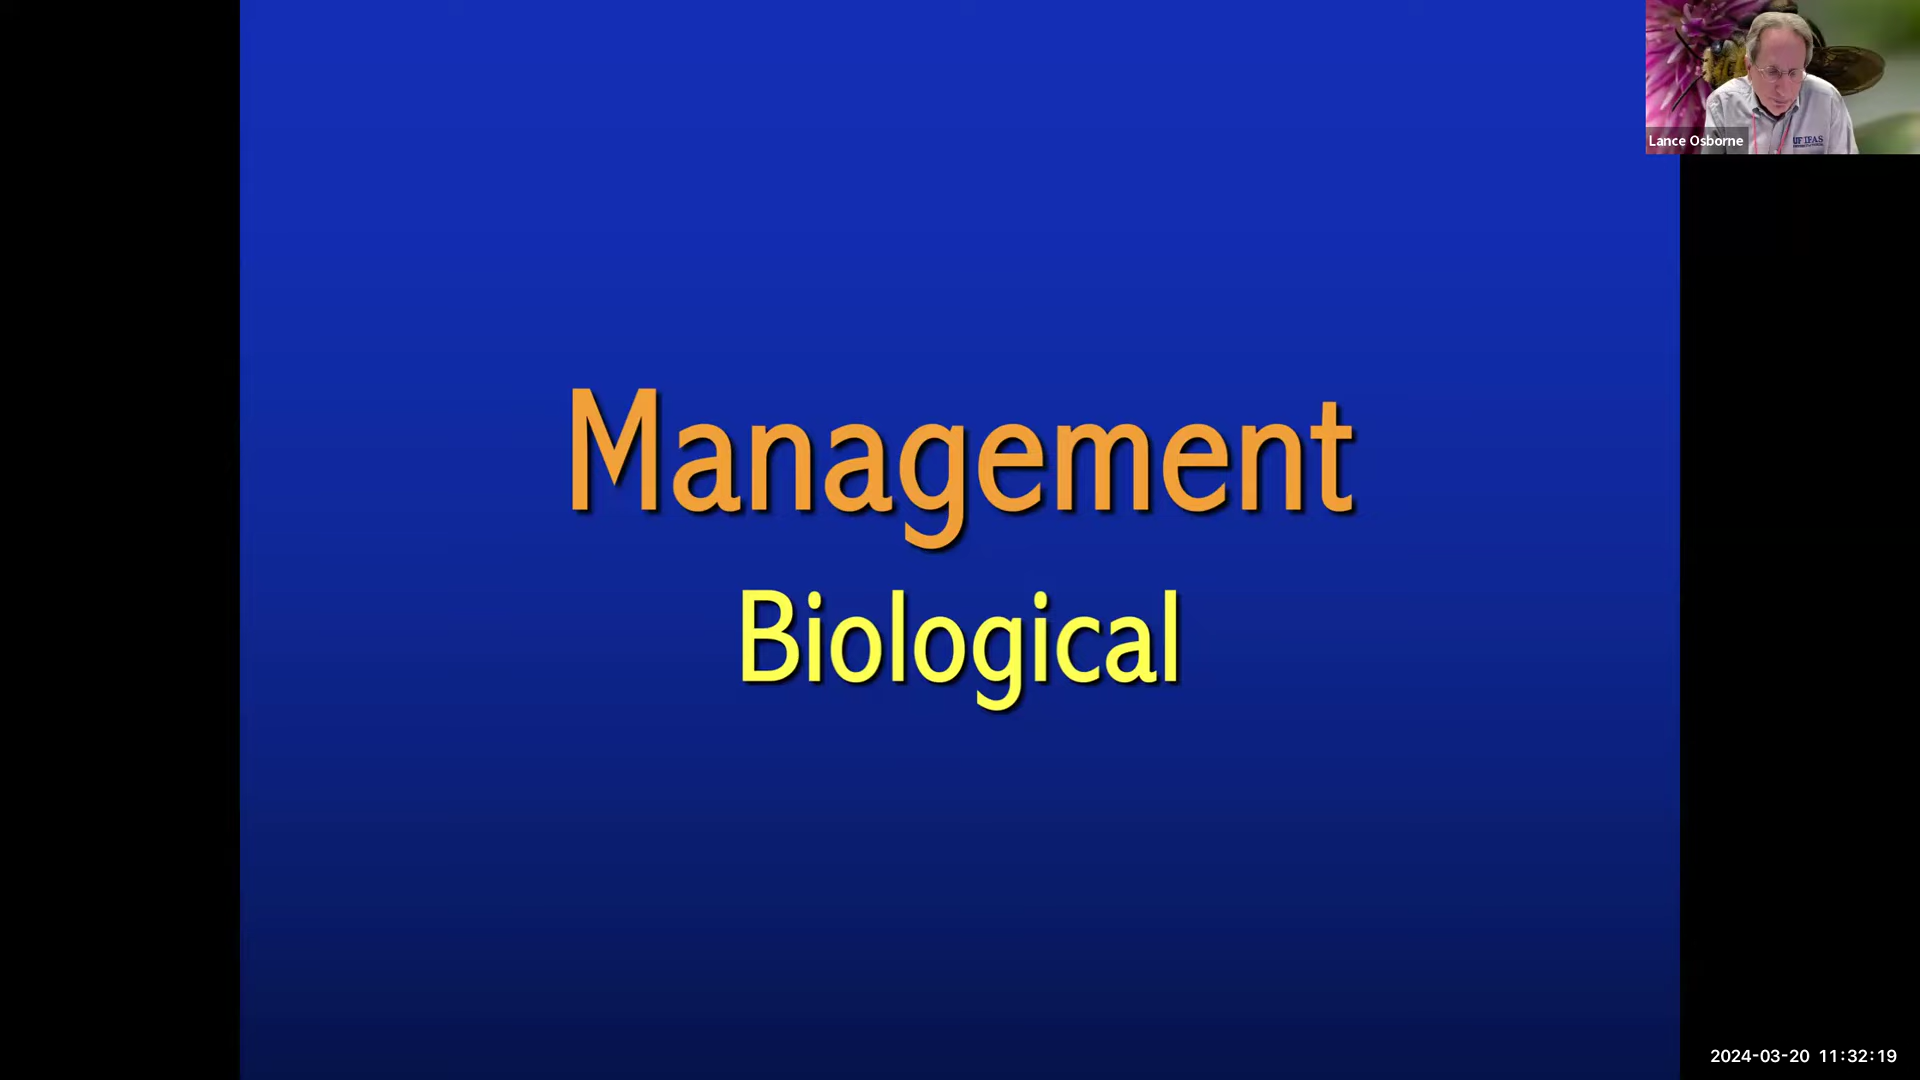 Lance Osborne
UF IFAS
Management
Biological
2024-03-20 11:32:19